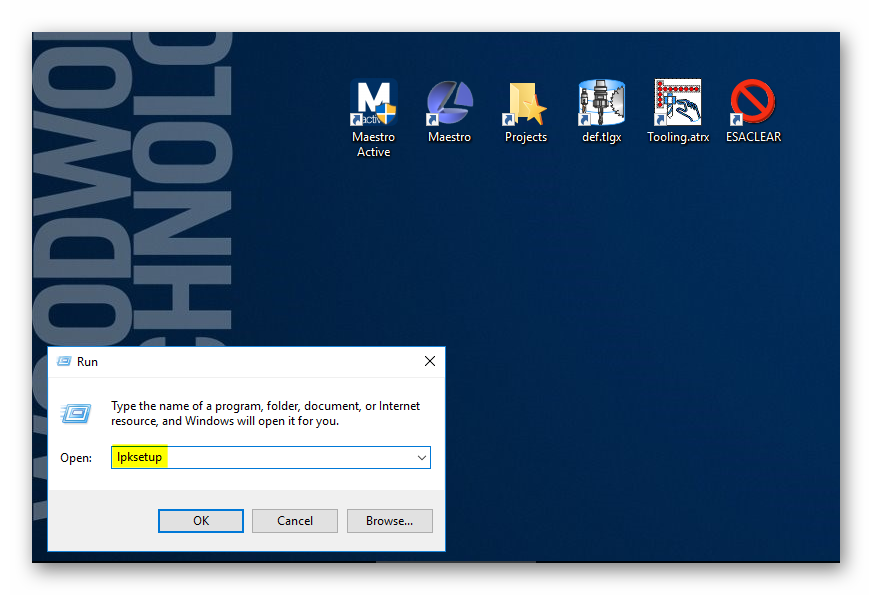 WOODWO
CHNOLO
M
activ
Maestro
Active
Maestro
Projects
def.tlgx
Tooling.atrx
ESACLEAR
Run
Type the name of a program, folder, document, or Internet
resource, and Windows will open it for you.
Open:
lpksetup
OK
Cancel
Browse...